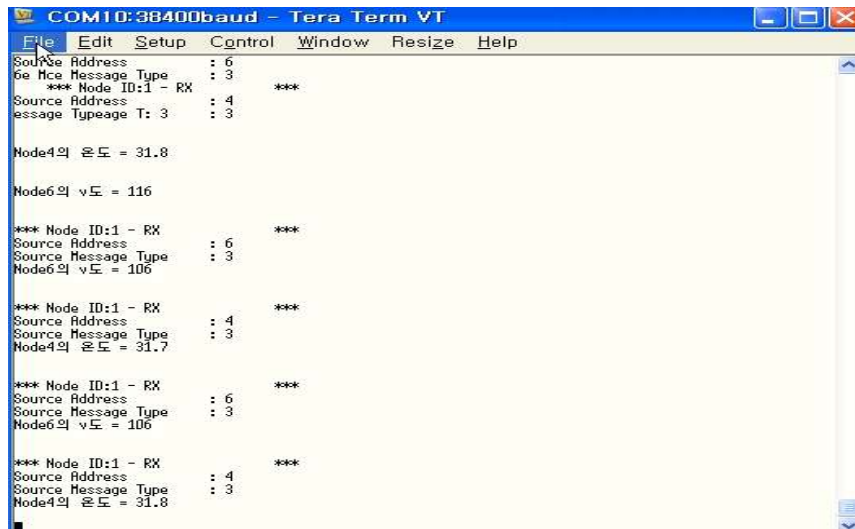 COM10:38400baud - Tera Term VT
File Edit Setup Control Window Resize Help
Source Address : 6
6e Mce Message Type : 3
*** Node ID:1 - RX ***
Source Address : 4
essage Typeage T: 3 : 3
Node4의 온도 = 31.8
Node6의 v도 = 116
*** Node ID:1 - RX ***
Source Address : 6
Source Message Type : 3
Node6의 v도 = 106
*** Node ID:1 - RX ***
Source Address : 4
Source Message Type : 3
Node4의 온도 = 31.7
*** Node ID:1 - RX ***
Source Address : 6
Source Message Type : 3
Node6의 v도 = 106
*** Node ID:1 - RX ***
Source Address : 4
Source Message Type : 3
Node4의 온도 = 31.8